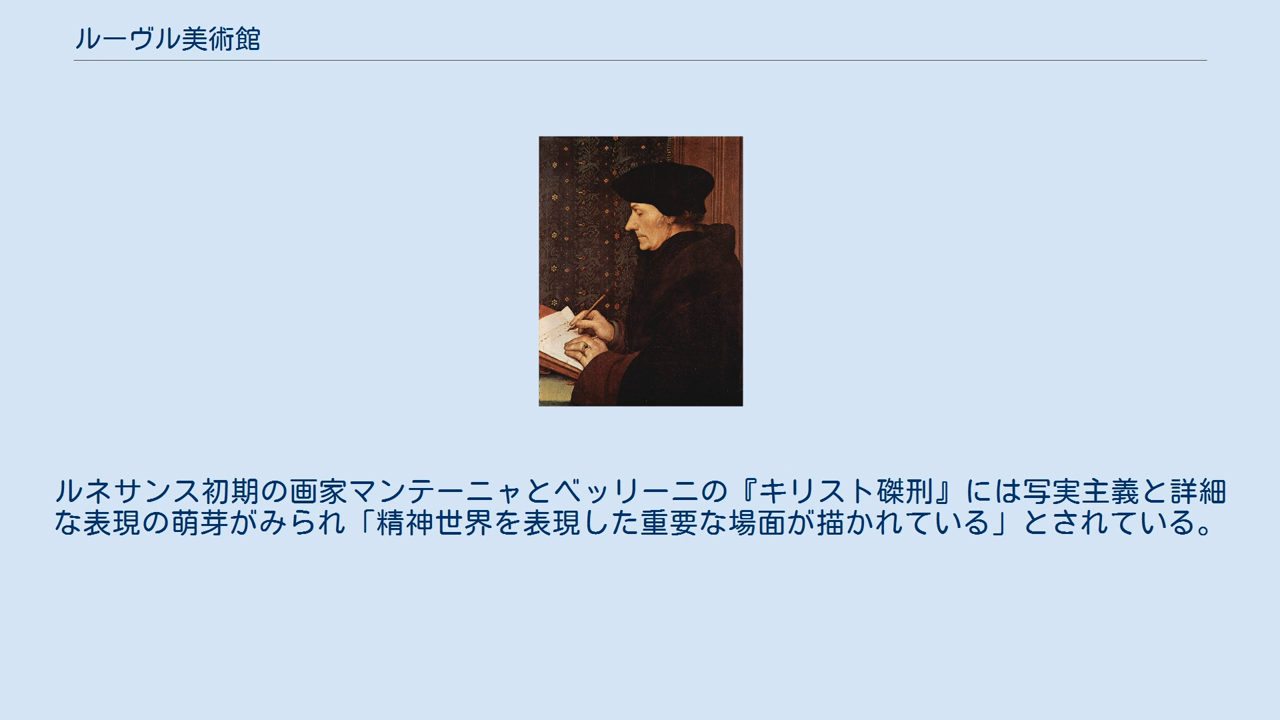 ルーヴル美術館
ルネサンス初期の画家マンテーニャとベッリーニの『キリスト磔刑』には写実主義と詳細
な表現の萌芽がみられ「精神世界を表現した重要な場面が描かれている」とされている。